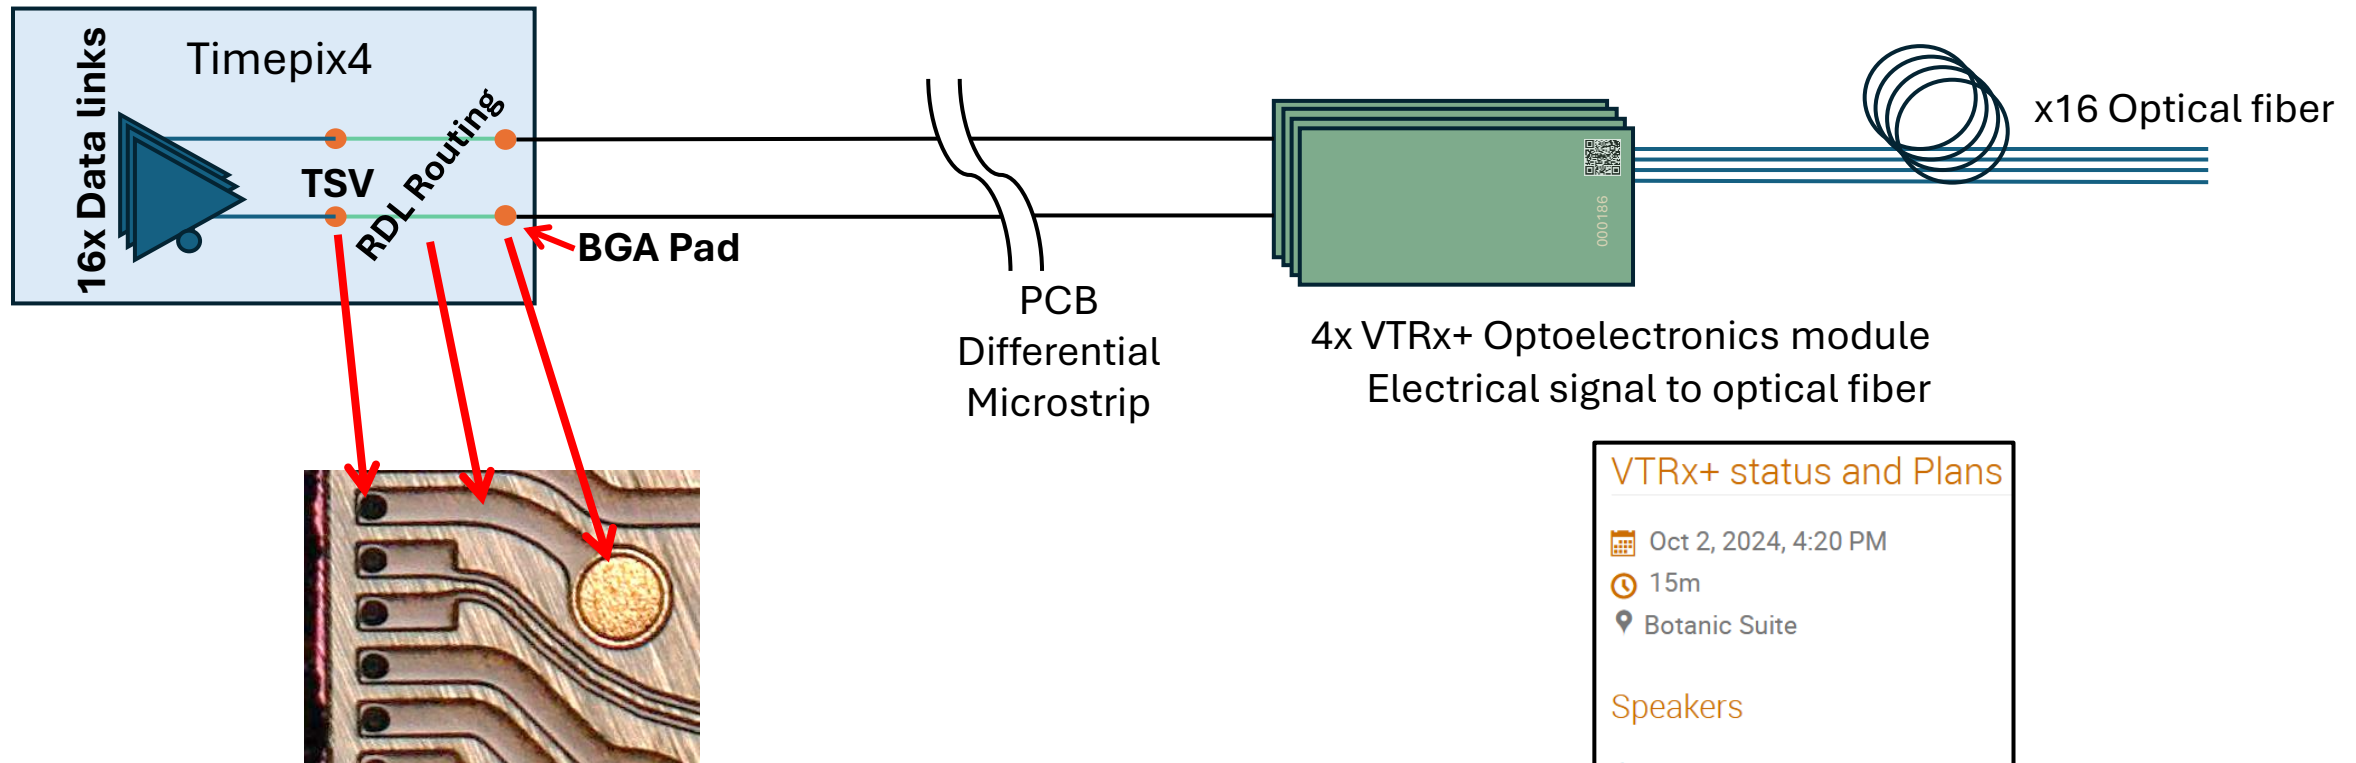 16x Data links
Timepix4
TSV
RDL Routing
BGA Pad
PCB
Differential
Microstrip
000186
x16 Optical fiber
4x VTRx+ Optoelectronics module
Electrical signal to optical fiber
VTRx+ status and Plans
Oct 2, 2024, 4:20 PM
15m
Botanic Suite
Speakers